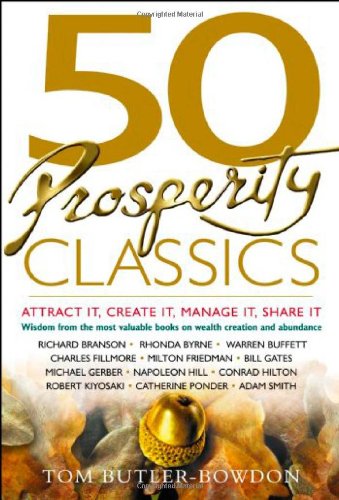 50
Prosperity
CLASSICS
ATTRACT IT, CREATE IT, MANAGE IT, SHARE IT
Wisdom from the most valuable books on wealth creation and abundance
RICHARD BRANSON • RHONDA BYRNE • WARREN BUFFETT
CHARLES FILLMORE • MILTON FRIEDMAN • BILL GATES
MICHAEL GERBER • NAPOLEON HILL • CONRAD HILTON
ROBERT KIYOSAKI • CATHERINE PONDER • ADAM SMITH
TOM BUTLER-BOWDON